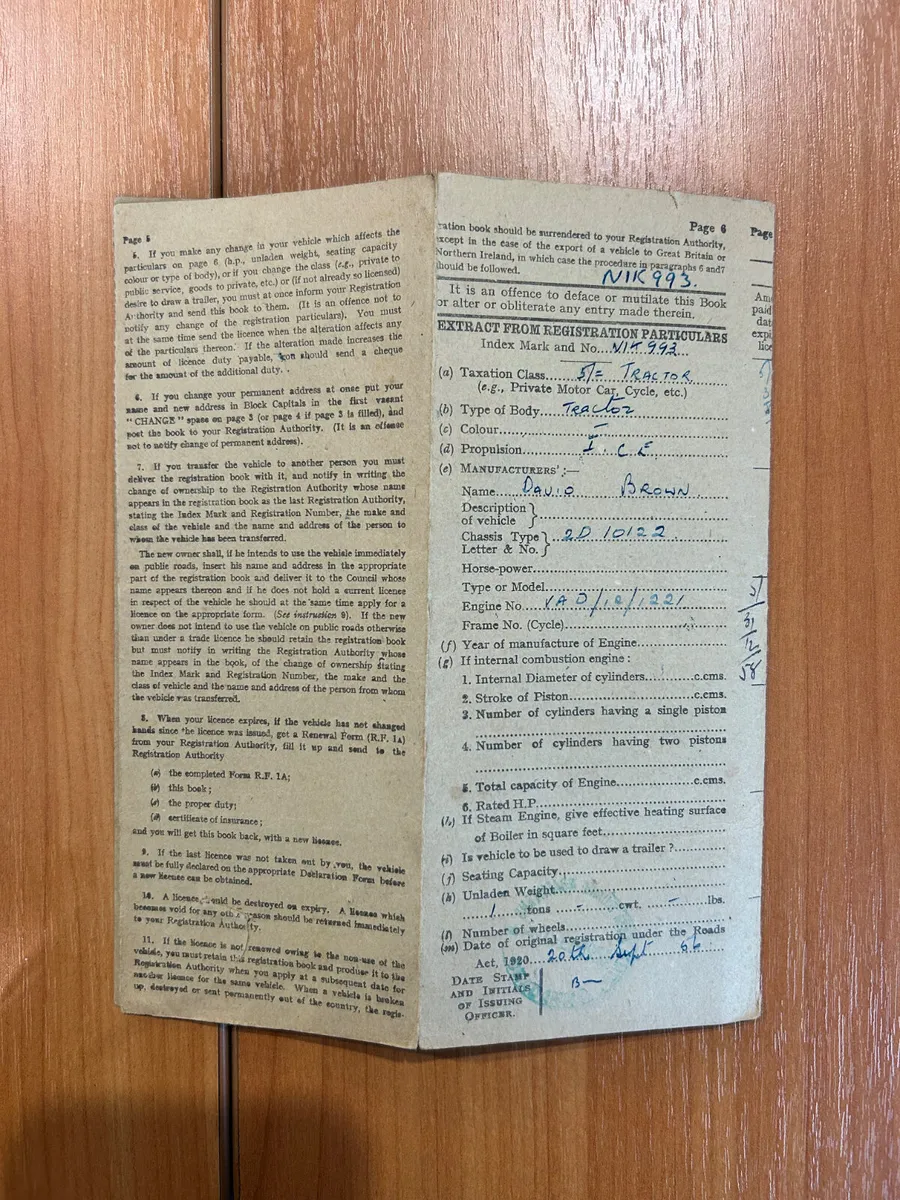 Page 5
5. If you make any change in your vehicle which affects the
particulars on page 6 (h.p., unladen weight, seating capacity
colour or type of body), or if you change the class (e.g., private to
public service, goods to private, etc.) or (if not already so licensed)
desire to draw a trailer, you must at once inform your Registration
Authority and send this book to them. (It is an offence not to
notify any change of the registration particulars). You must
at the same time send the licence when the alteration affects any
of the particulars thereon. If the alteration made increases the
amount of licence duty payable, you should send a cheque
for the amount of the additional duty.
6. If you change your permanent address at once put your
name and new address in Block Capitals in the first vacant
"CHANGE" space on page 3 (or page 4 if page 3 is filled), and
post the book to your Registration Authority. (It is an offence
not to notify change of permanent address).
7. If you transfer the vehicle to another person you must
deliver the registration book with it, and notify in writing the
change of ownership to the Registration Authority whose name
appears in the registration book as the last Registration Authority,
stating the Index Mark and Registration Number, the make and
class of the vehicle and the name and address of the person to
whom the vehicle has been transferred.
The new owner shall, if he intends to use the vehicle immediately
on public roads, insert his name and address in the appropriate
part of the registration book and deliver it to the Council whose
name appears thereon and if he does not hold a current licence
in respect of the vehicle he should at the same time apply for a
licence on the appropriate form. (See instruction 9). If the new
owner does not intend to use the vehicle on public roads otherwise
than under a trade licence he should retain the registration book
but must notify in writing the Registration Authority whose
name appears in the book, of the change of ownership stating
the Index Mark and Registration Number, the make and the
class of vehicle and the name and address of the person from whom
the vehicle was transferred.
8. When your licence expires, if the vehicle has not changed
hands since the licence was issued, get a Renewal Form (R.F. 1A)
from your Registration Authority, fill it up and send to the
Registration Authority
(a) the completed Form R.F. 1A;
(b) this book;
(c) the proper duty;
(d) certificate of insurance;
and you will get this book back, with a new licence.
9. If the last licence was not taken out by you, the vehicle
must be fully declared on the appropriate Declaration Form before
a new licence can be obtained.
10. A licence should be destroyed on expiry. A licence which
becomes void for any other reason should be returned immediately
to your Registration Authority.
11. If the licence is not renewed owing to the non-use of the
vehicle, you must retain this registration book and produce it to the
Registration Authority when you apply at a subsequent date for
another licence for the same vehicle. When a vehicle is broken
up, destroyed or sent permanently out of the country, the regis-
Page 6
ration book should be surrendered to your Registration Authority,
except in the case of the export of a vehicle to Great Britain or
Northern Ireland, in which case the procedure in paragraphs 6 and 7
should be followed.
NIK 993.
It is an offence to deface or mutilate this Book
or alter or obliterate any entry made therein.
EXTRACT FROM REGISTRATION PARTICULARS
Index Mark and No. NIK 993
(a) Taxation Class 5/= TRACTOR
(e.g., Private Motor Car, Cycle, etc.)
(b) Type of Body Tractor
(c) Colour –
(d) Propulsion I.C.E
(e) MANUFACTURERS':—
Name DAVID BROWN
Description
of vehicle
Chassis Type 2D 10122
Letter & No.
Horse-power
Type or Model
Engine No. VAD/12/1221
Frame No. (Cycle)
(f) Year of manufacture of Engine
(g) If internal combustion engine:
1. Internal Diameter of cylinders c.cms.
2. Stroke of Piston c.cms.
3. Number of cylinders having a single piston
4. Number of cylinders having two pistons
5. Total capacity of Engine c.cms.
6. Rated H.P.
(h) If Steam Engine, give effective heating surface
of Boiler in square feet
(i) Is vehicle to be used to draw a trailer?
(j) Seating Capacity
(k) Unladen Weight
1 tons - cwt. - lbs.
(l) Number of wheels
(m) Date of original registration under the Roads
Act, 1920 20th Sept 56
DATE STAMP
AND INITIALS
OF ISSUING
OFFICER.
B—
Page
Am
paid
dat
exp
lice
5/
31
12
58